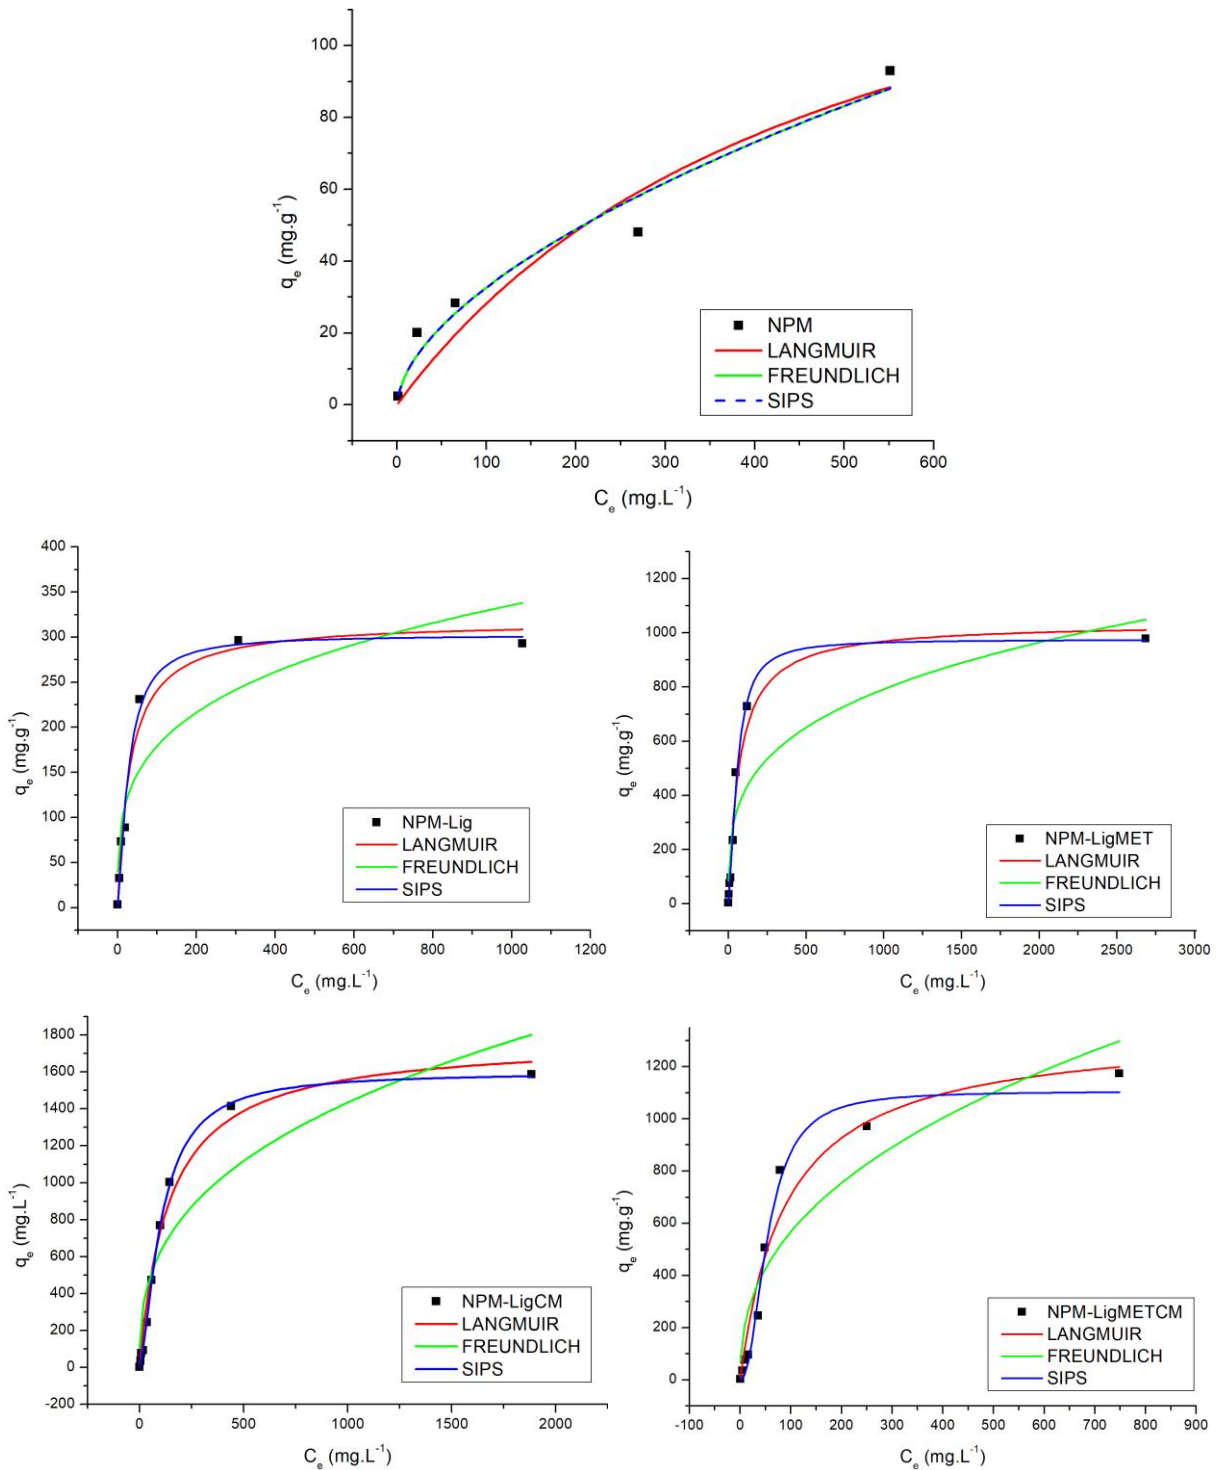 100
80
60
40
20
0
q_e (mg.g^-1)
NPM
LANGMUIR
FREUNDLICH
SIPS
0 100 200 300 400 500 600
C_e (mg.L^-1)
400
350
300
250
200
150
100
50
0
q_e (mg.g^-1)
NPM-Lig
LANGMUIR
FREUNDLICH
SIPS
0 200 400 600 800 1000 1200
C_e (mg.L^-1)
1200
1000
800
600
400
200
0
q_e (mg.g^-1)
NPM-LigMET
LANGMUIR
FREUNDLICH
SIPS
0 500 1000 1500 2000 2500 3000
C_e (mg.L^-1)
1800
1600
1400
1200
1000
800
600
400
200
0
-200
q_e (mg.L^-1)
NPM-LigCM
LANGMUIR
FREUNDLICH
SIPS
0 500 1000 1500 2000
C_e (mg.L^-1)
1200
1000
800
600
400
200
0
q_e (mg.g^-1)
NPM-LigMETCM
LANGMUIR
FREUNDLICH
SIPS
-100 0 100 200 300 400 500 600 700 800 900
C_e (mg.L^-1)